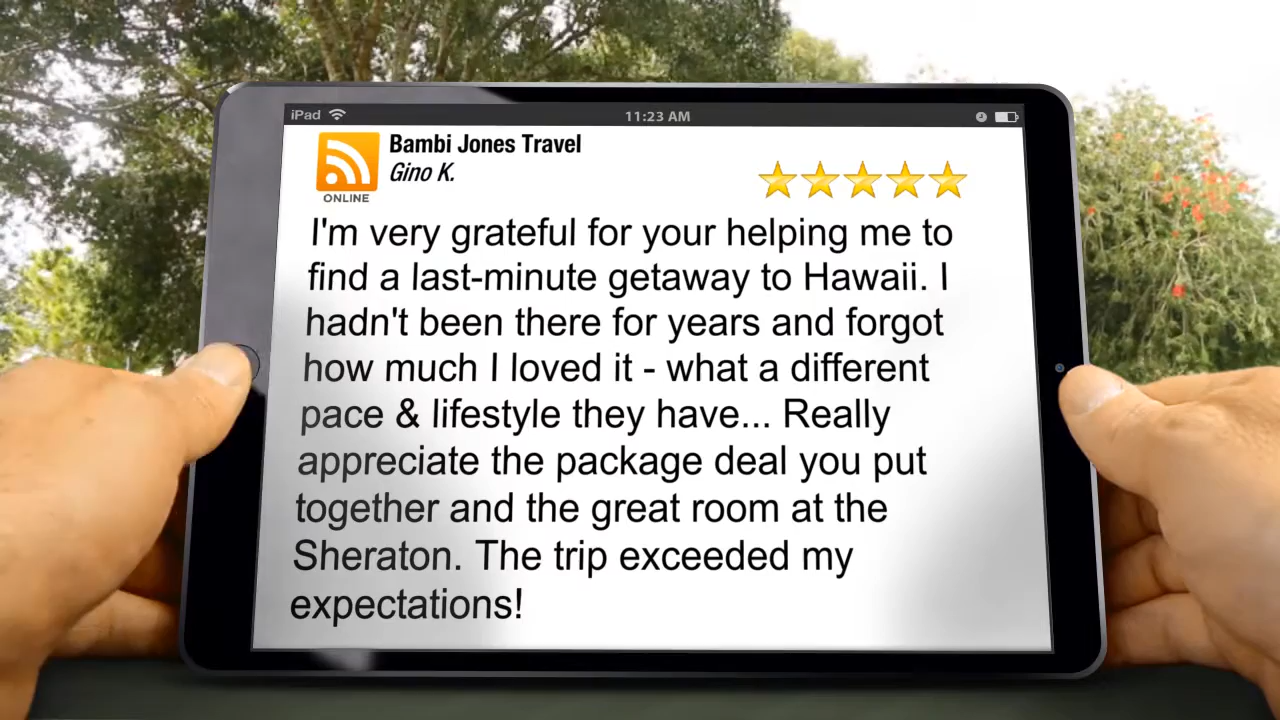 iPad 11:23 AM
Bambi Jones Travel
Gino K.
ONLINE
I'm very grateful for your helping me to
find a last-minute getaway to Hawaii. I
hadn't been there for years and forgot
how much I loved it - what a different
pace & lifestyle they have... Really
appreciate the package deal you put
together and the great room at the
Sheraton. The trip exceeded my
expectations!